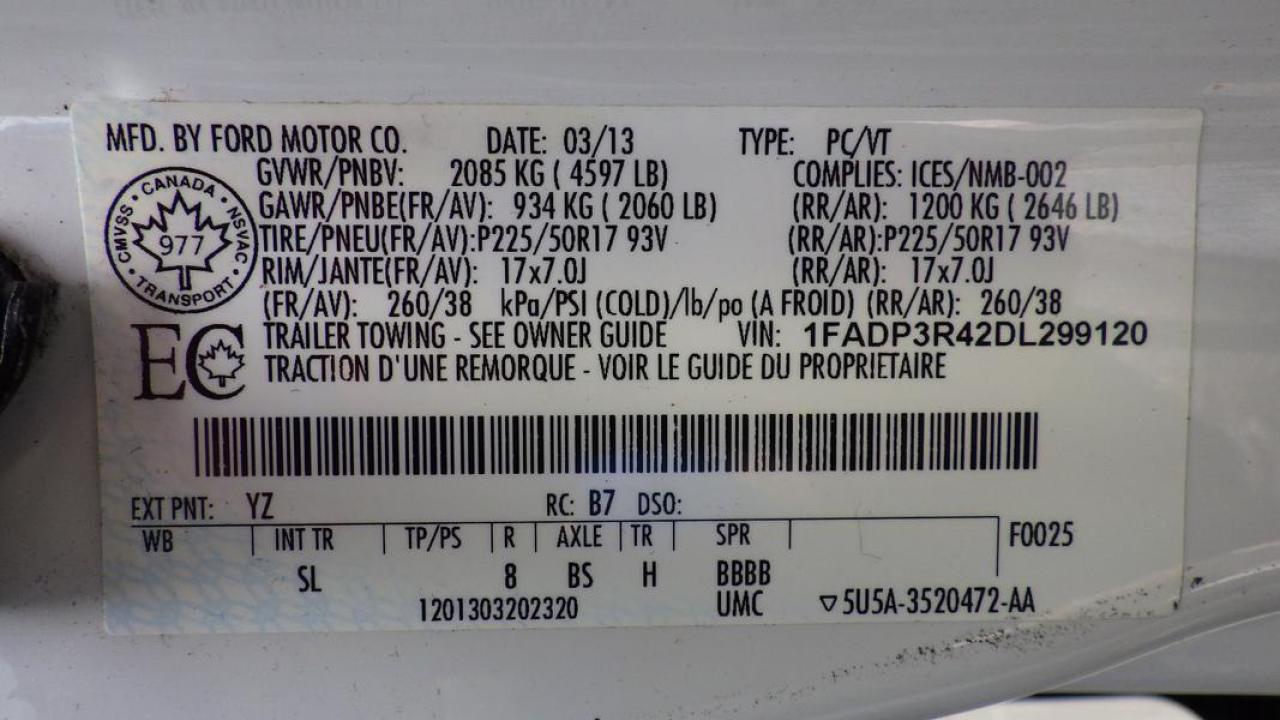 MFD. BY FORD MOTOR CO. DATE: 03/13 TYPE: PC/VT
GVWR/PNBV: 2085 KG ( 4597 LB) COMPLIES: ICES/NMB-002
GAWR/PNBE(FR/AV): 934 KG ( 2060 LB) (RR/AR): 1200 KG ( 2646 LB)
TIRE/PNEU(FR/AV):P225/50R17 93V (RR/AR):P225/50R17 93V
RIM/JANTE(FR/AV): 17x7.0J (RR/AR): 17x7.0J
(FR/AV): 260/38 kPa/PSI (COLD)/lb/po (A FROID) (RR/AR): 260/38
TRAILER TOWING - SEE OWNER GUIDE VIN: 1FADP3R42DL299120
TRACTION D'UNE REMORQUE - VOIR LE GUIDE DU PROPRIETAIRE
CANADA
CMVSS NSVAC
977
TRANSPORT
EC
EXT PNT: YZ RC: B7 DSO:
WB INT TR TP/PS R AXLE TR SPR F0025
SL 8 BS H BBBB
1201303202320 UMC ▽5U5A-3520472-AA